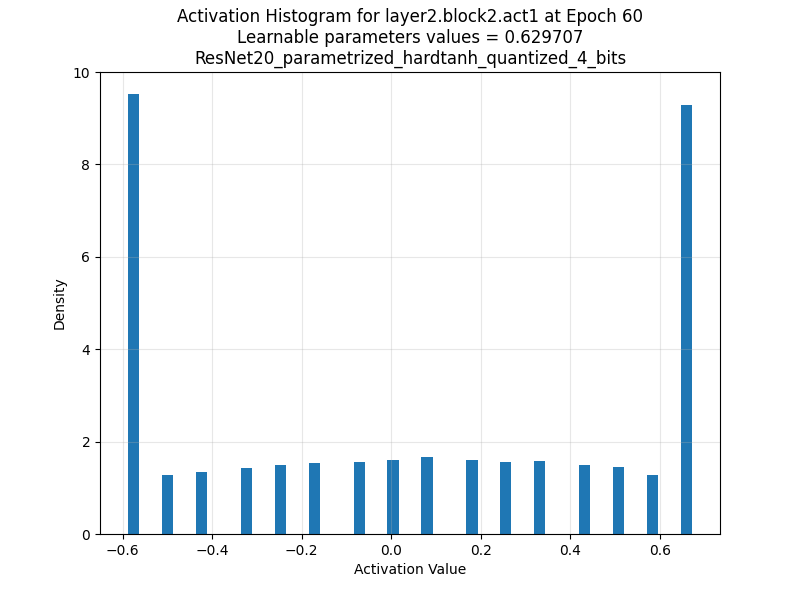 Activation Histogram for layer2.block2.act1 at Epoch 60
Learnable parameters values = 0.629707
ResNet20_parametrized_hardtanh_quantized_4_bits
10
8
6
4
2
0
Density
−0.6 −0.4 −0.2 0.0 0.2 0.4 0.6
Activation Value